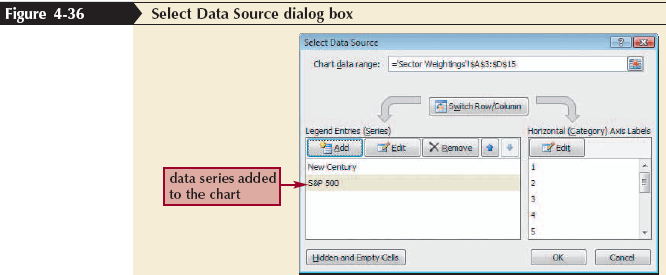 Figure 4-36
Select Data Source dialog box
Select Data Source
Chart data range: ='Sector Weightings'!$A$3:$D$15
Switch Row/Column
Legend Entries (Series)
Horizontal (Category) Axis Labels
Add
Edit
Remove
Edit
New Century
S&P 500
1
2
3
4
5
data series added
to the chart
Hidden and Empty Cells
OK
Cancel